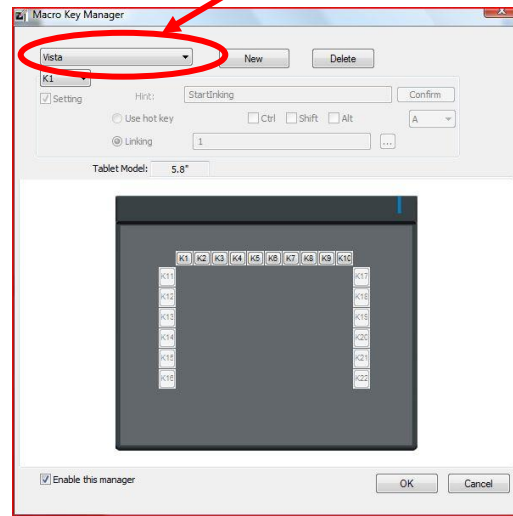 Macro Key Manager
Vista New Delete
K1
Setting Hint: StartInking Confirm
Use hot key Ctrl Shift Alt A
Linking 1 ...
Tablet Model: 5.8"
K1 K2 K3 K4 K5 K6 K7 K8 K9 K10
K11 K17
K12 K18
K13 K19
K14 K20
K15 K21
K16 K22
Enable this manager OK Cancel